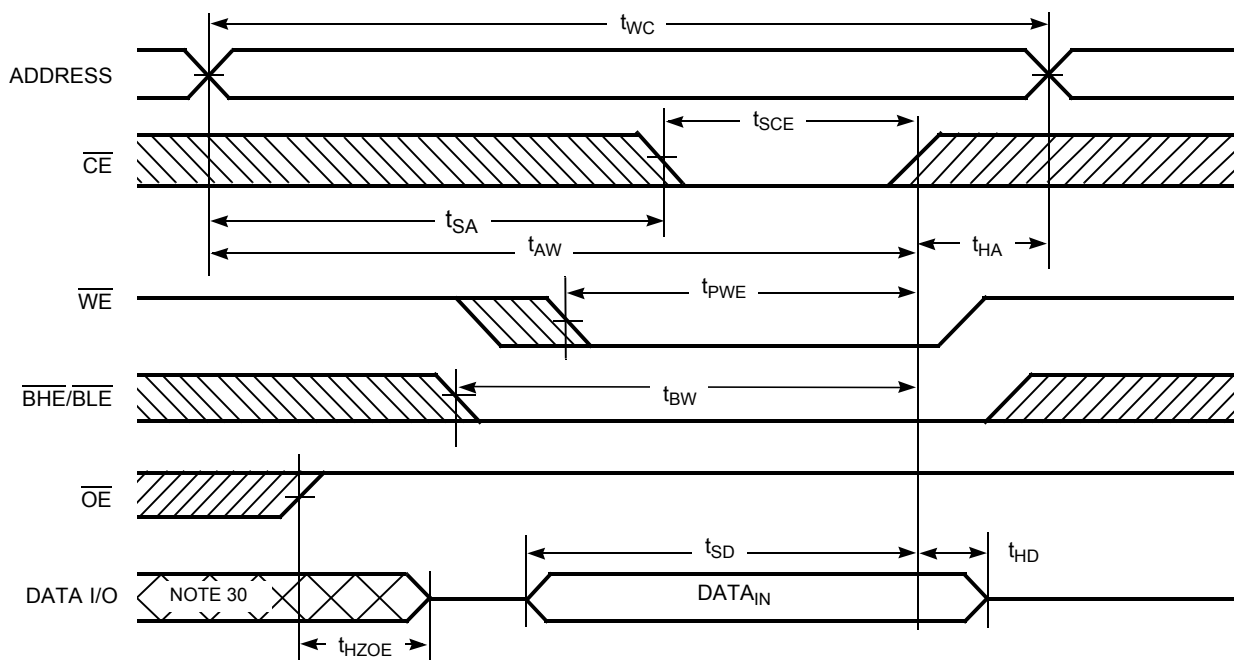 tWC
ADDRESS
tSCE
CE
tSA
tAW
tHA
WE
tPWE
BHE/BLE
tBW
OE
tSD
tHD
DATA I/O
NOTE 30
DATAIN
tHZOE